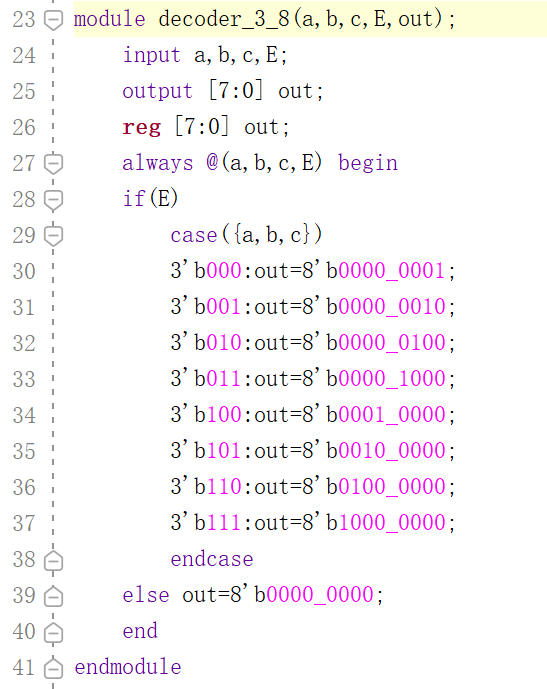 23 module decoder_3_8(a,b,c,E,out);
24 input a,b,c,E;
25 output [7:0] out;
26 reg [7:0] out;
27 always @(a,b,c,E) begin
28 if(E)
29 case({a,b,c})
30 3'b000:out=8'b0000_0001;
31 3'b001:out=8'b0000_0010;
32 3'b010:out=8'b0000_0100;
33 3'b011:out=8'b0000_1000;
34 3'b100:out=8'b0001_0000;
35 3'b101:out=8'b0010_0000;
36 3'b110:out=8'b0100_0000;
37 3'b111:out=8'b1000_0000;
38 endcase
39 else out=8'b0000_0000;
40 end
41 endmodule